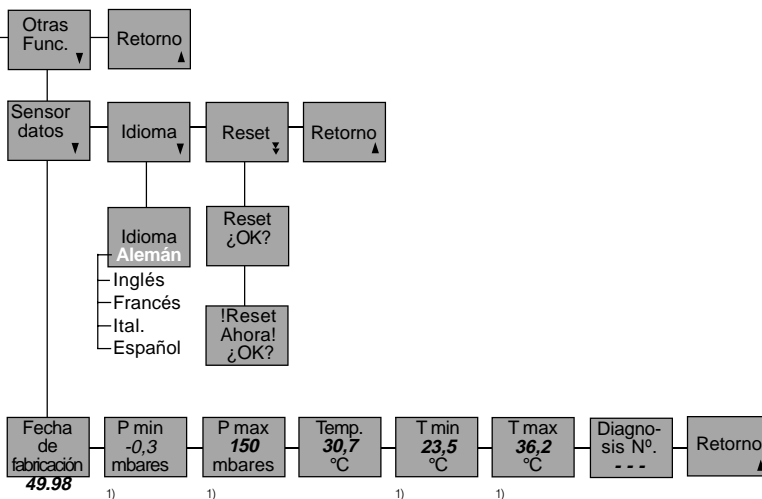 Otras
Func.
Retorno
Sensor
datos
Idioma
Reset
Retorno
Idioma
Alemán
Inglés
Francés
Ital.
Español
Reset
¿OK?
!Reset
Ahora!
¿OK?
Fecha
de
fabricación
49.98
P min
-0,3
mbares
1)
P max
150
mbares
1)
Temp.
30,7
°C
T min
23,5
°C
1)
T max
36,2
°C
1)
Diagno-
sis Nº.
- - -
Retorno